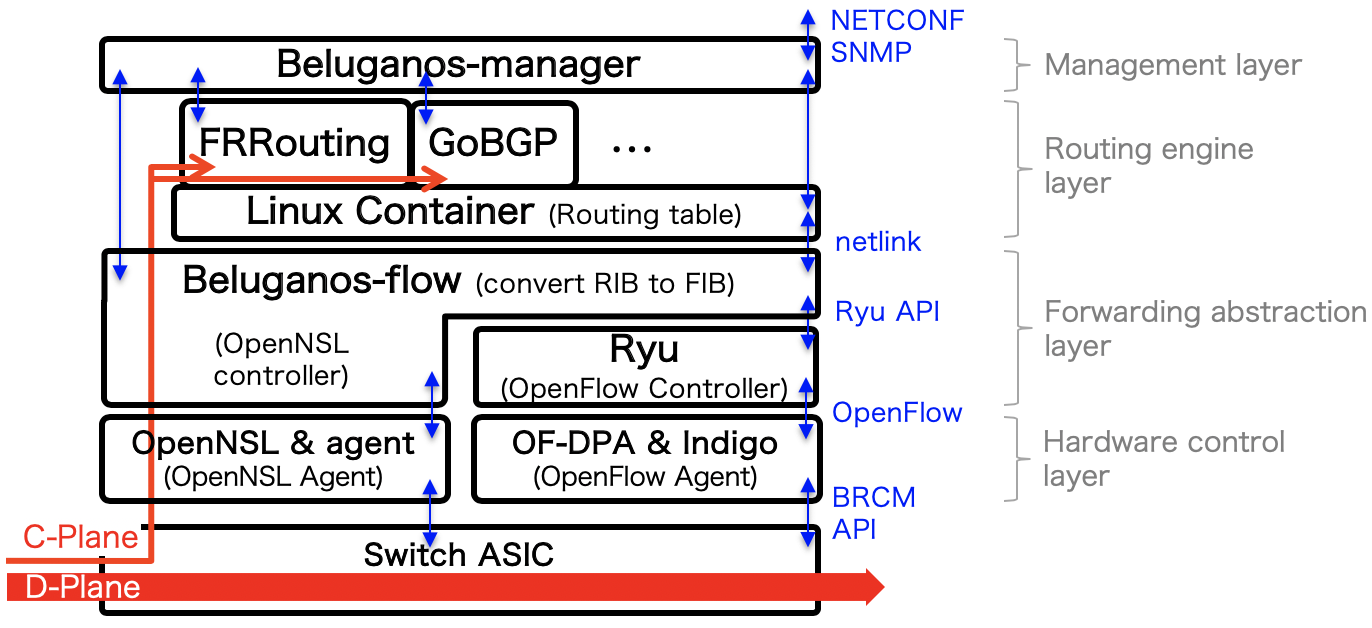 NETCONF
SNMP
Beluganos-manager
Management layer
FRRouting
GoBGP
...
Routing engine
layer
Linux Container (Routing table)
netlink
Beluganos-flow (convert RIB to FIB)
Ryu API
Forwarding abstraction
layer
(OpenNSL
controller)
Ryu
(OpenFlow Controller)
OpenFlow
OpenNSL & agent
(OpenNSL Agent)
OF-DPA & Indigo
(OpenFlow Agent)
Hardware control
layer
BRCM
API
C-Plane
Switch ASIC
D-Plane